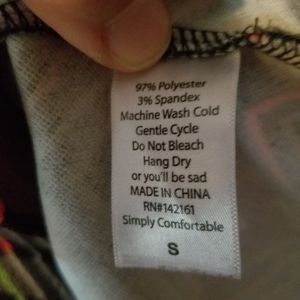 97% Polyester
3% Spandex
Machine Wash Cold
Gentle Cycle
Do Not Bleach
Hang Dry
or you'll be sad
MADE IN CHINA
RN#142161
Simply Comfortable
S